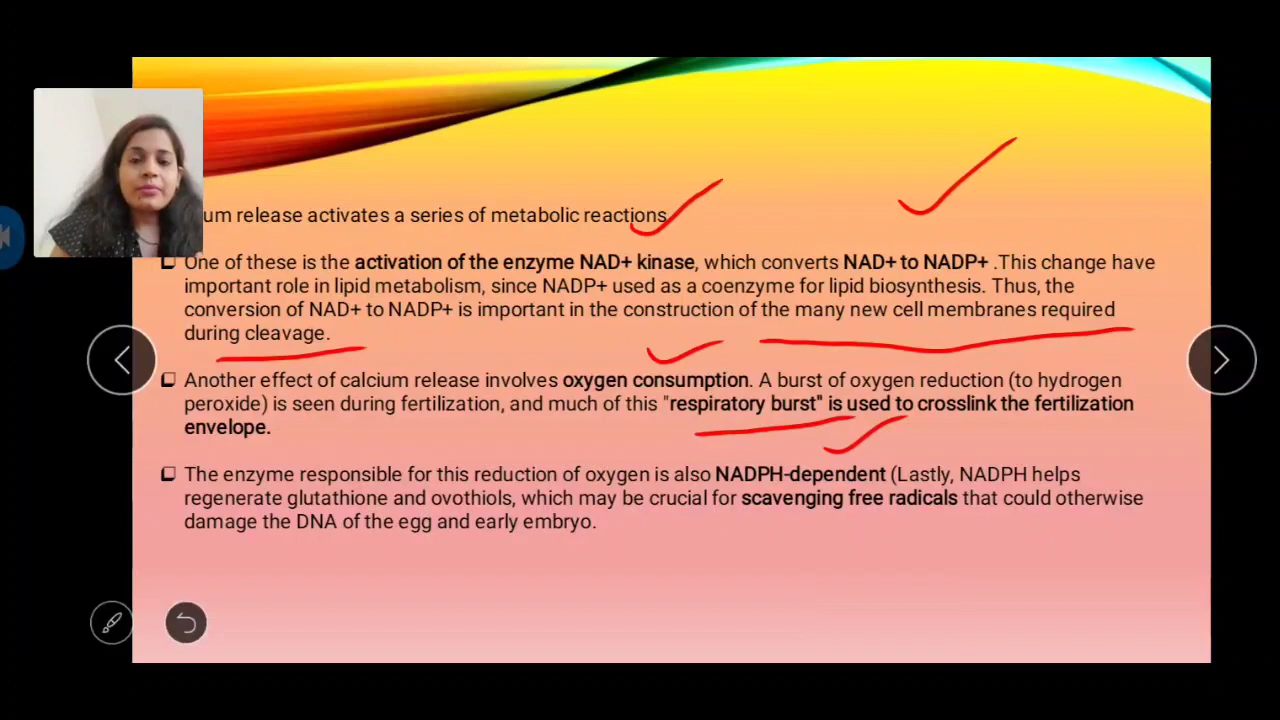 um release activates a series of metabolic reactions
One of these is the activation of the enzyme NAD+ kinase, which converts NAD+ to NADP+ .This change have
important role in lipid metabolism, since NADP+ used as a coenzyme for lipid biosynthesis. Thus, the
conversion of NAD+ to NADP+ is important in the construction of the many new cell membranes required
during cleavage.
Another effect of calcium release involves oxygen consumption. A burst of oxygen reduction (to hydrogen
peroxide) is seen during fertilization, and much of this "respiratory burst" is used to crosslink the fertilization
envelope.
The enzyme responsible for this reduction of oxygen is also NADPH-dependent (Lastly, NADPH helps
regenerate glutathione and ovothiols, which may be crucial for scavenging free radicals that could otherwise
damage the DNA of the egg and early embryo.